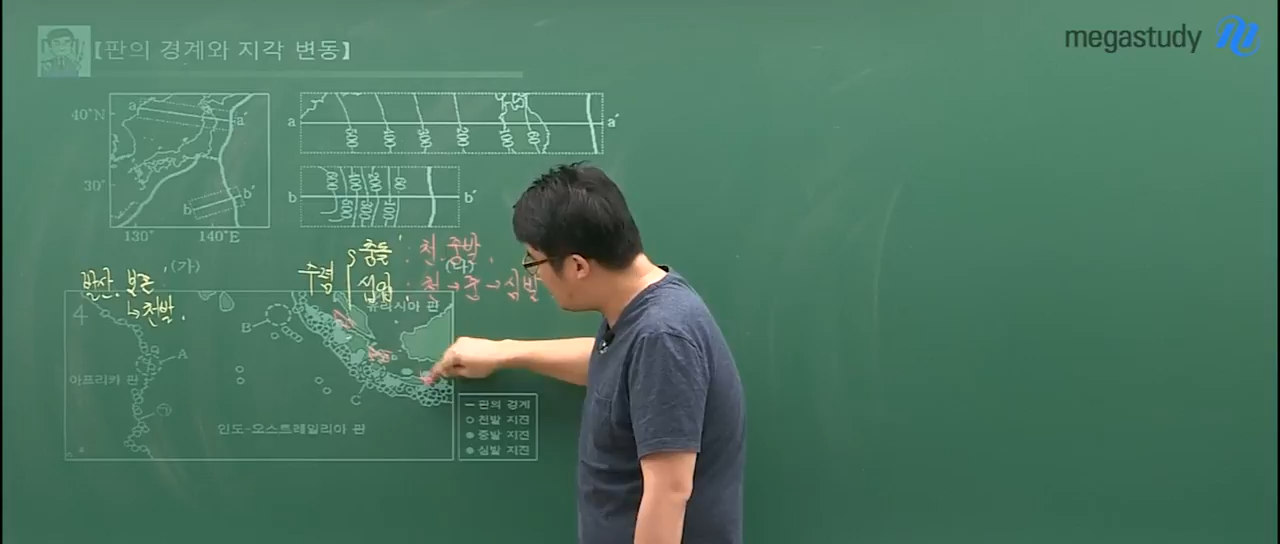 megastudy
【판의 경계와 지각 변동】
40°N
a
a′
30°
b
b′
130°
140°E
(가)
a
a′
b
b′
(나)
발산. 보존
↳ 천발.
수렴
충돌 : 천. 중발.
섭입 : 천→중→심발
유라시아 판
B
A
아프리카 판
㉠
C
인도-오스트레일리아 판
판의 경계
천발 지진
중발 지진
심발 지진